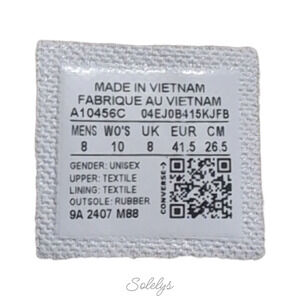 MADE IN VIETNAM
FABRIQUE AU VIETNAM
A10456C 04EJ0B415KJFB
MENS WO'S UK EUR CM
8 10 8 41.5 26.5
GENDER: UNISEX
UPPER: TEXTILE
LINING: TEXTILE
OUTSOLE: RUBBER
9A 2407 M88
CONVERSE
Solelys